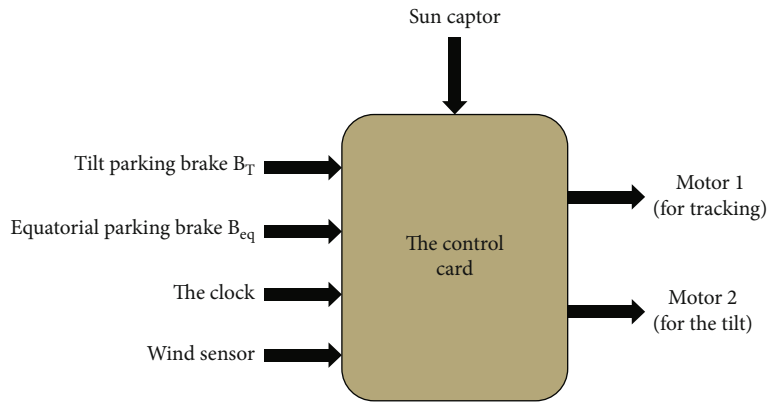 Sun captor
Tilt parking brake B_T
Equatorial parking brake B_eq
The clock
Wind sensor
The control
card
Motor 1
(for tracking)
Motor 2
(for the tilt)